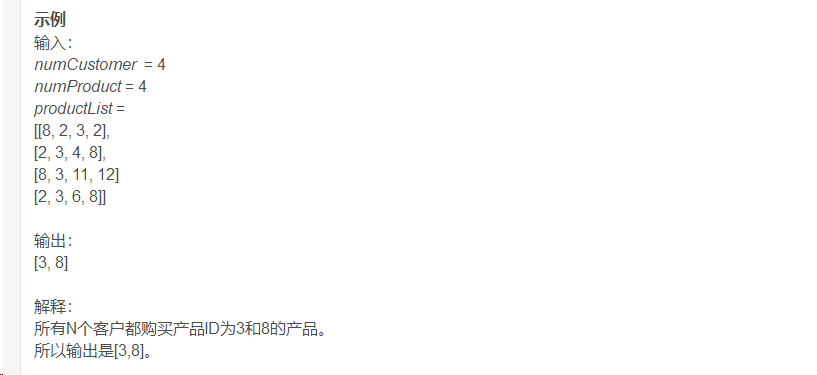 示例
输入：
numCustomer = 4
numProduct = 4
productList =
[[8, 2, 3, 2],
[2, 3, 4, 8],
[8, 3, 11, 12]
[2, 3, 6, 8]]
输出：
[3, 8]
解释：
所有N个客户都购买产品ID为3和8的产品。
所以输出是[3,8]。